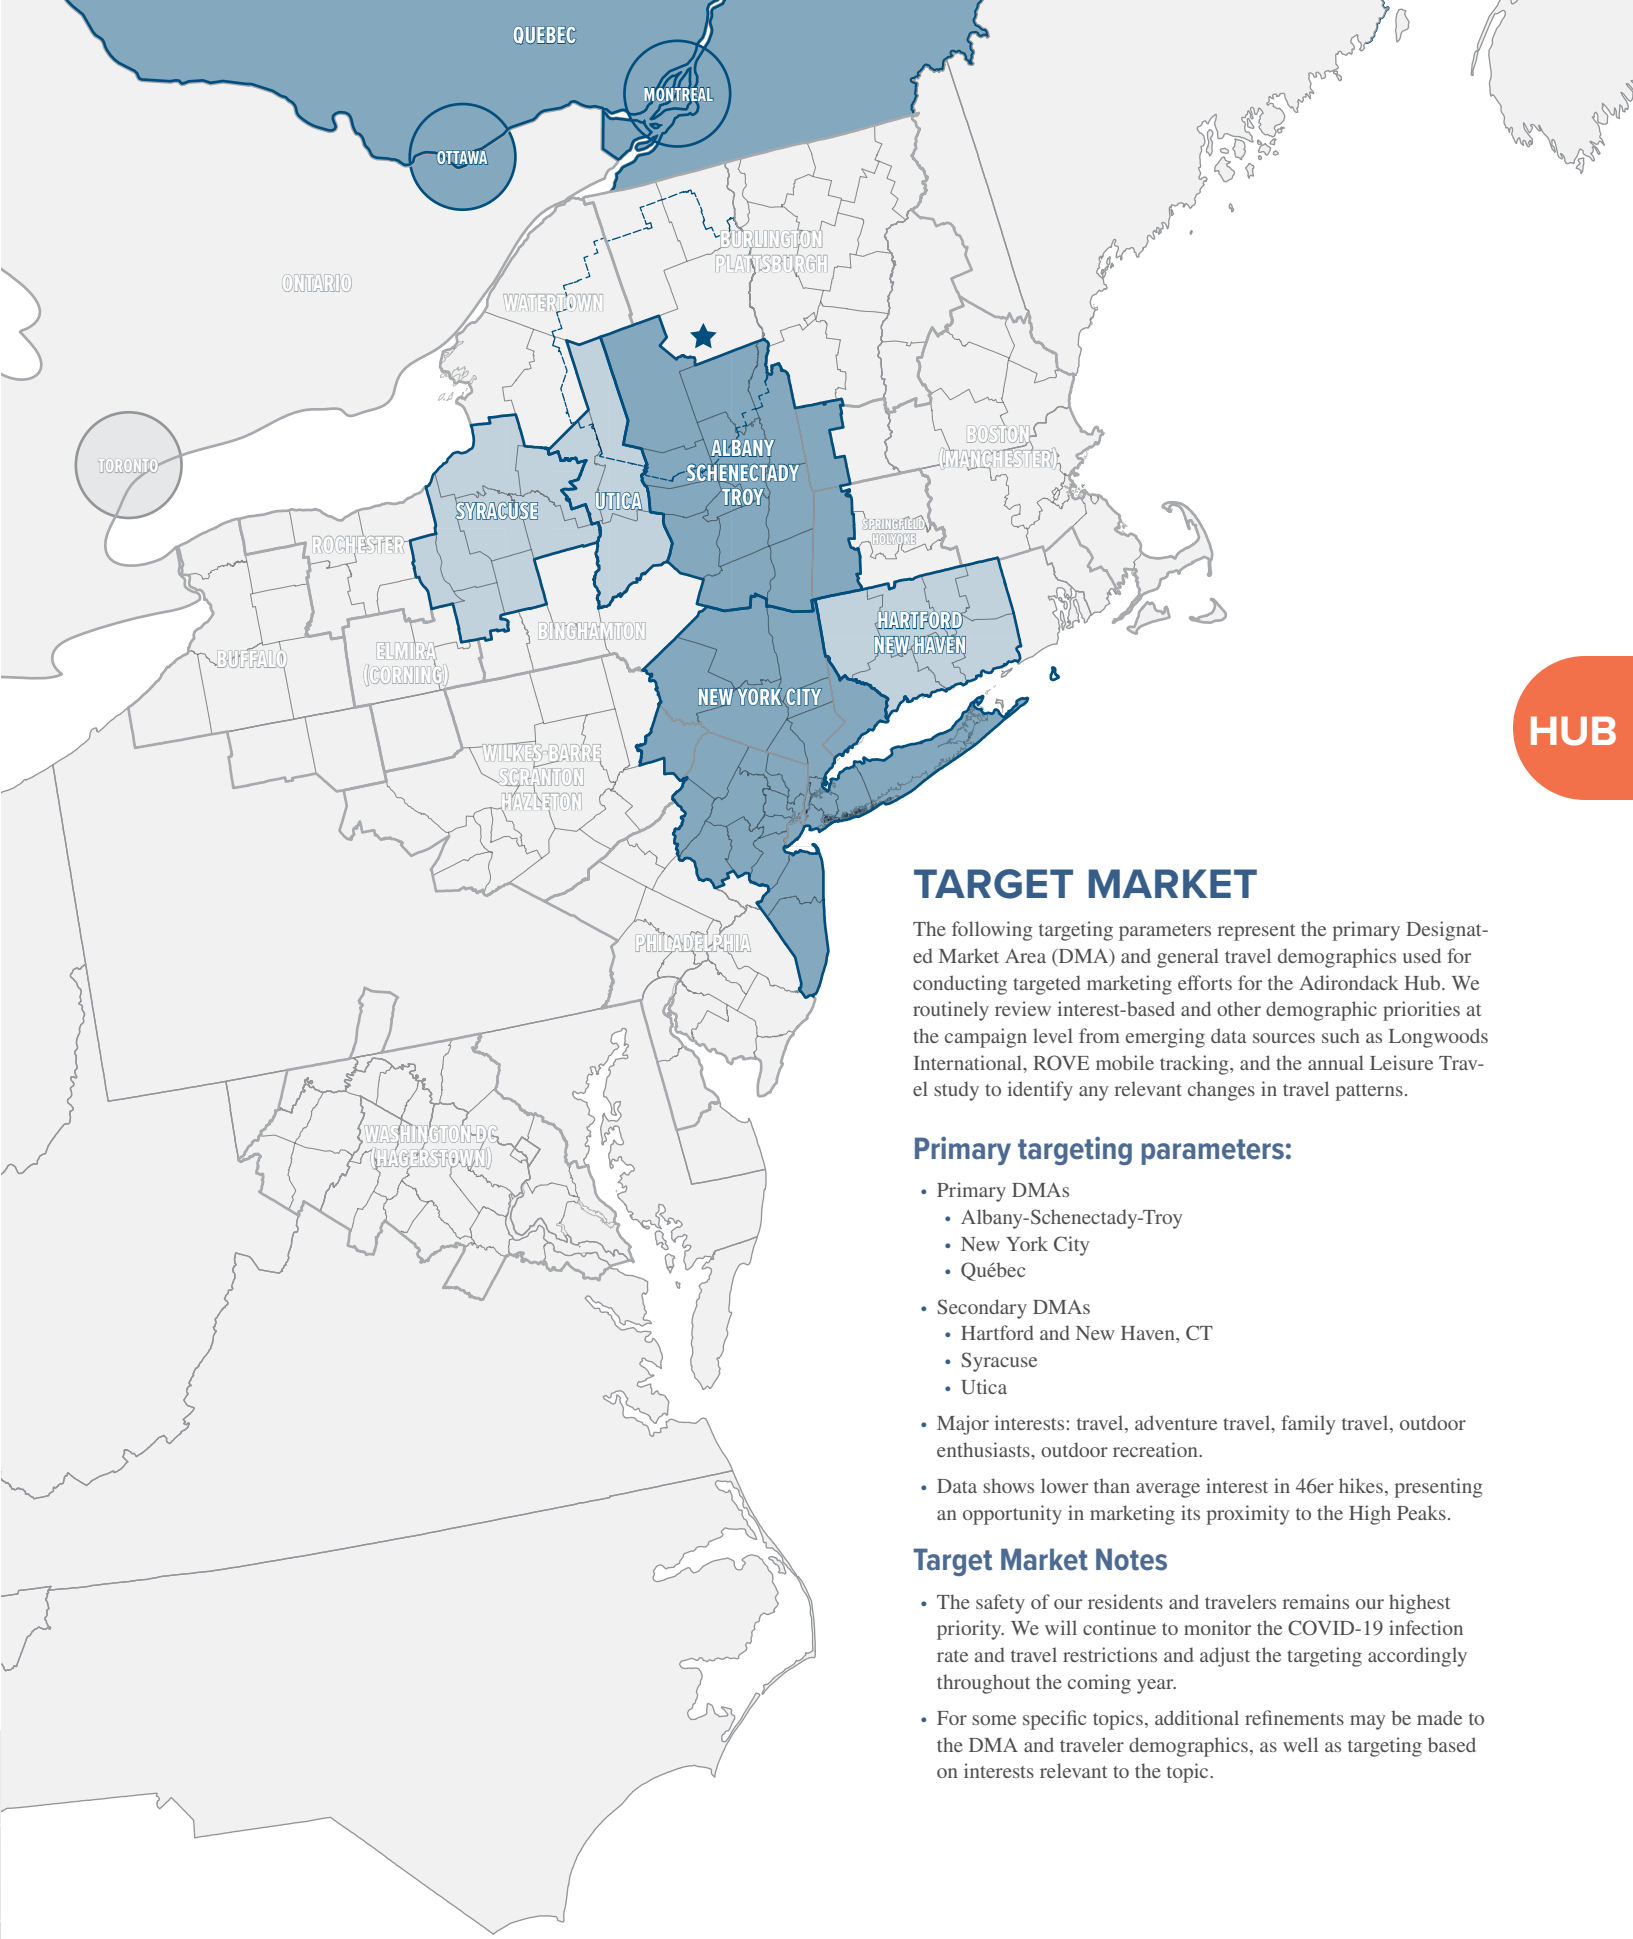 QUEBEC
MONTREAL
OTTAWA
BURLINGTON
PLATTSBURGH
ONTARIO
WATERTOWN
BOSTON
(MANCHESTER)
ALBANY
SCHENECTADY
TROY
TORONTO
UTICA
SYRACUSE
SPRINGFIELD
HOLYOKE
ROCHESTER
HARTFORD
NEW HAVEN
BINGHAMTON
ELMIRA
(CORNING)
BUFFALO
NEW YORK CITY
HUB
WILKES-BARRE
SCRANTON
HAZLETON
PHILADELPHIA
WASHINGTON DC
(HAGERSTOWN)
TARGET MARKET
The following targeting parameters represent the primary Designat-
ed Market Area (DMA) and general travel demographics used for
conducting targeted marketing efforts for the Adirondack Hub. We
routinely review interest-based and other demographic priorities at
the campaign level from emerging data sources such as Longwoods
International, ROVE mobile tracking, and the annual Leisure Trav-
el study to identify any relevant changes in travel patterns.
Primary targeting parameters:
• Primary DMAs
• Albany-Schenectady-Troy
• New York City
• Québec
• Secondary DMAs
• Hartford and New Haven, CT
• Syracuse
• Utica
• Major interests: travel, adventure travel, family travel, outdoor
enthusiasts, outdoor recreation.
• Data shows lower than average interest in 46er hikes, presenting
an opportunity in marketing its proximity to the High Peaks.
Target Market Notes
• The safety of our residents and travelers remains our highest
priority. We will continue to monitor the COVID-19 infection
rate and travel restrictions and adjust the targeting accordingly
throughout the coming year.
• For some specific topics, additional refinements may be made to
the DMA and traveler demographics, as well as targeting based
on interests relevant to the topic.